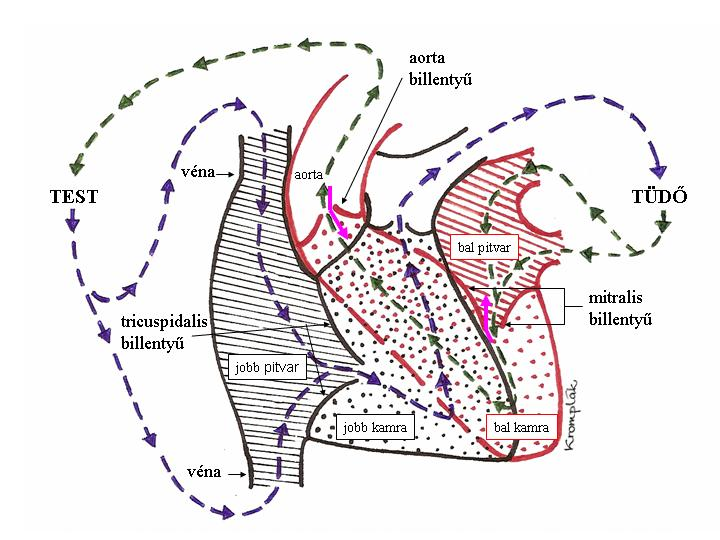 aorta
billentyű
véna
aorta
TEST
TÜDŐ
bal pitvar
mitralis
billentyű
tricuspidalis
billentyű
jobb pitvar
jobb kamra
bal kamra
Kromplák
véna